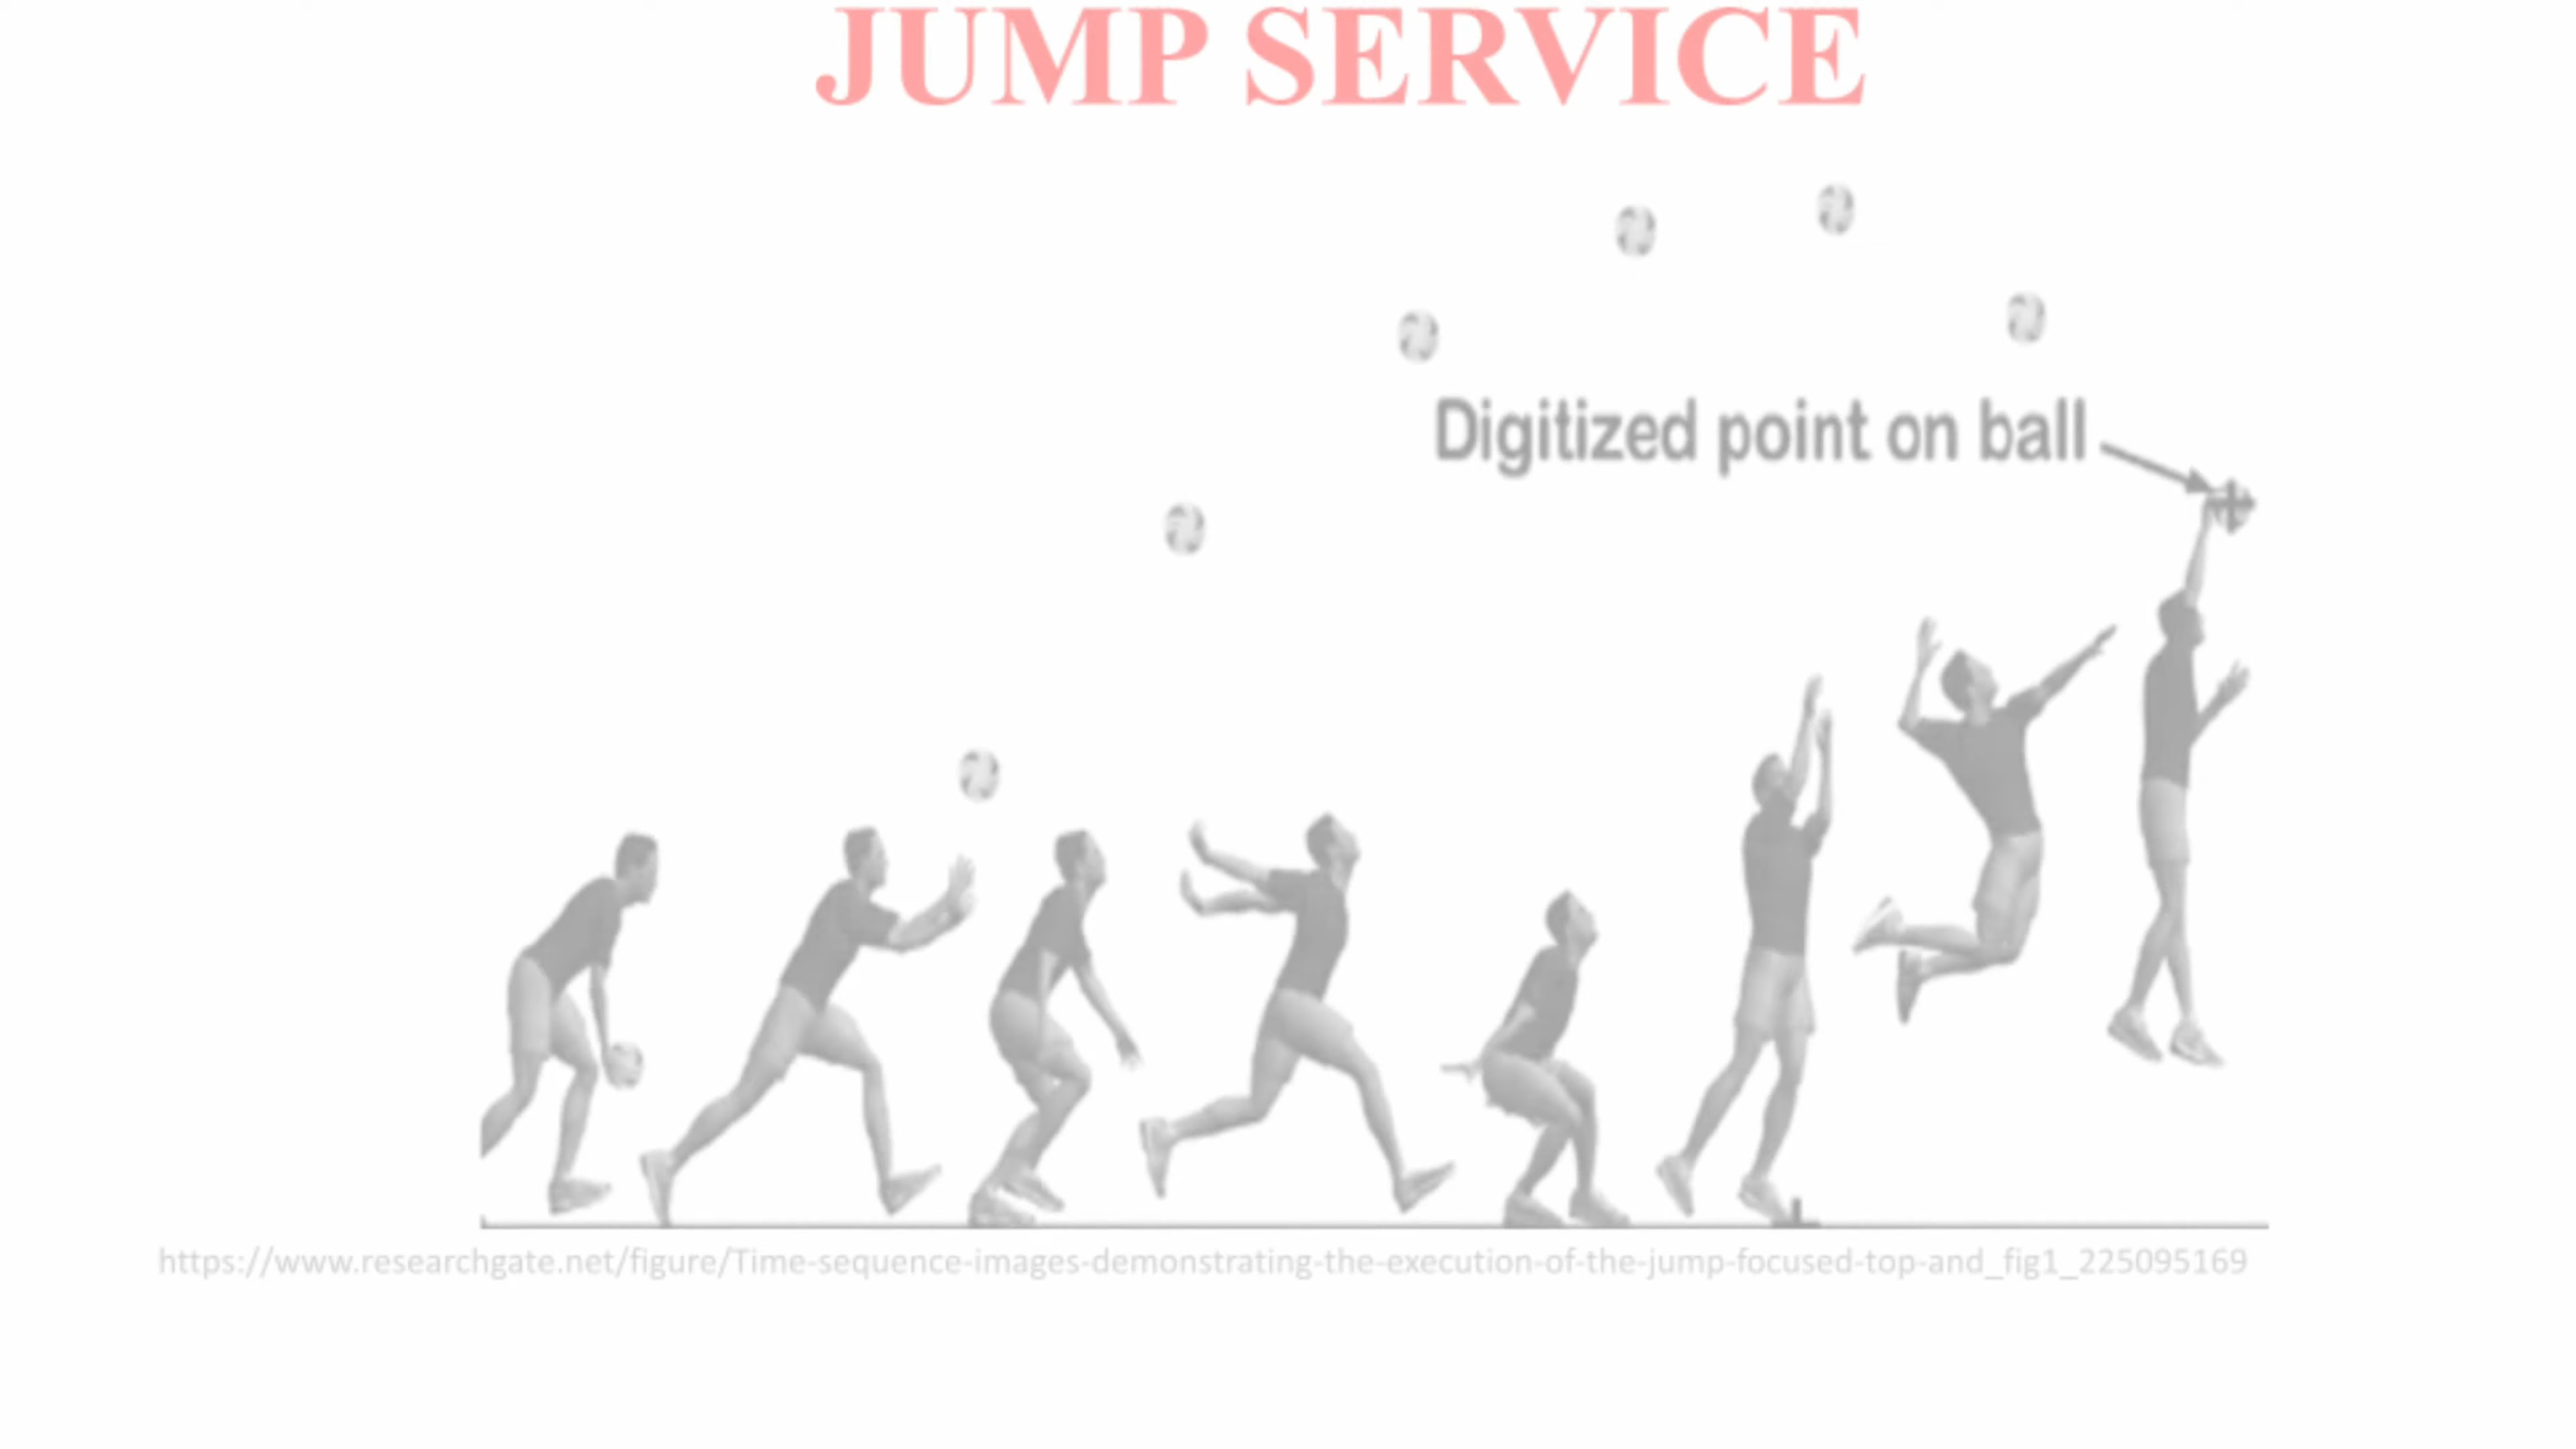 JUMP SERVICE
Digitized point on ball
https://www.researchgate.net/figure/Time-sequence-images-demonstrating-the-execution-of-the-jump-focused-top-and_fig1_225095169